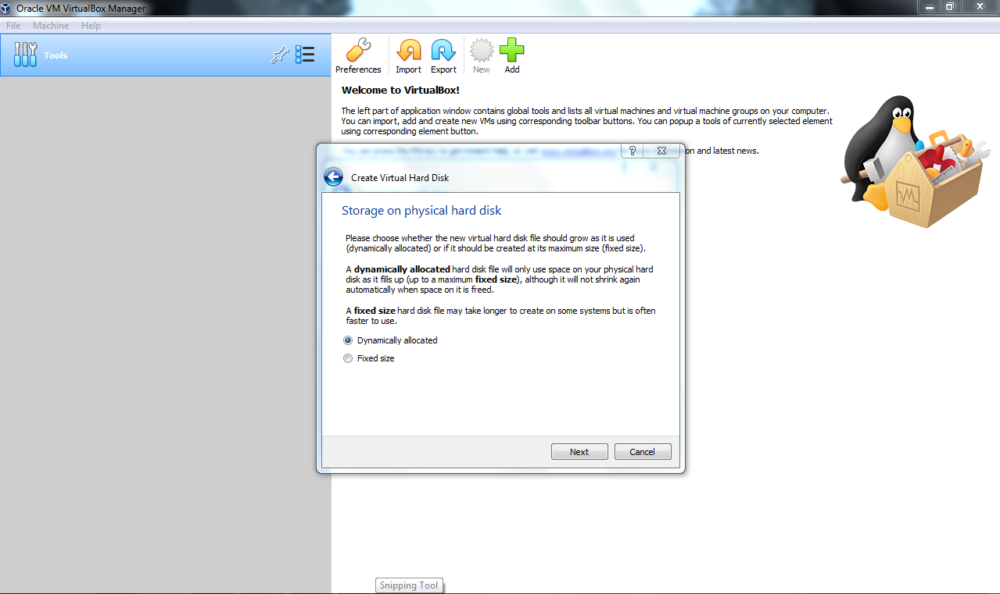 Oracle VM VirtualBox Manager
File Machine Help
Tools
Preferences Import Export New Add
Welcome to VirtualBox!
The left part of application window contains global tools and lists all virtual machines and virtual machine groups on your computer.
You can import, add and create new VMs using corresponding toolbar buttons. You can popup a tools of currently selected element
using corresponding element button.
on and latest news.
?
Create Virtual Hard Disk
Storage on physical hard disk
Please choose whether the new virtual hard disk file should grow as it is used
(dynamically allocated) or if it should be created at its maximum size (fixed size).
A dynamically allocated hard disk file will only use space on your physical hard
disk as it fills up (up to a maximum fixed size), although it will not shrink again
automatically when space on it is freed.
A fixed size hard disk file may take longer to create on some systems but is often
faster to use.
Dynamically allocated
Fixed size
Next Cancel
Snipping Tool